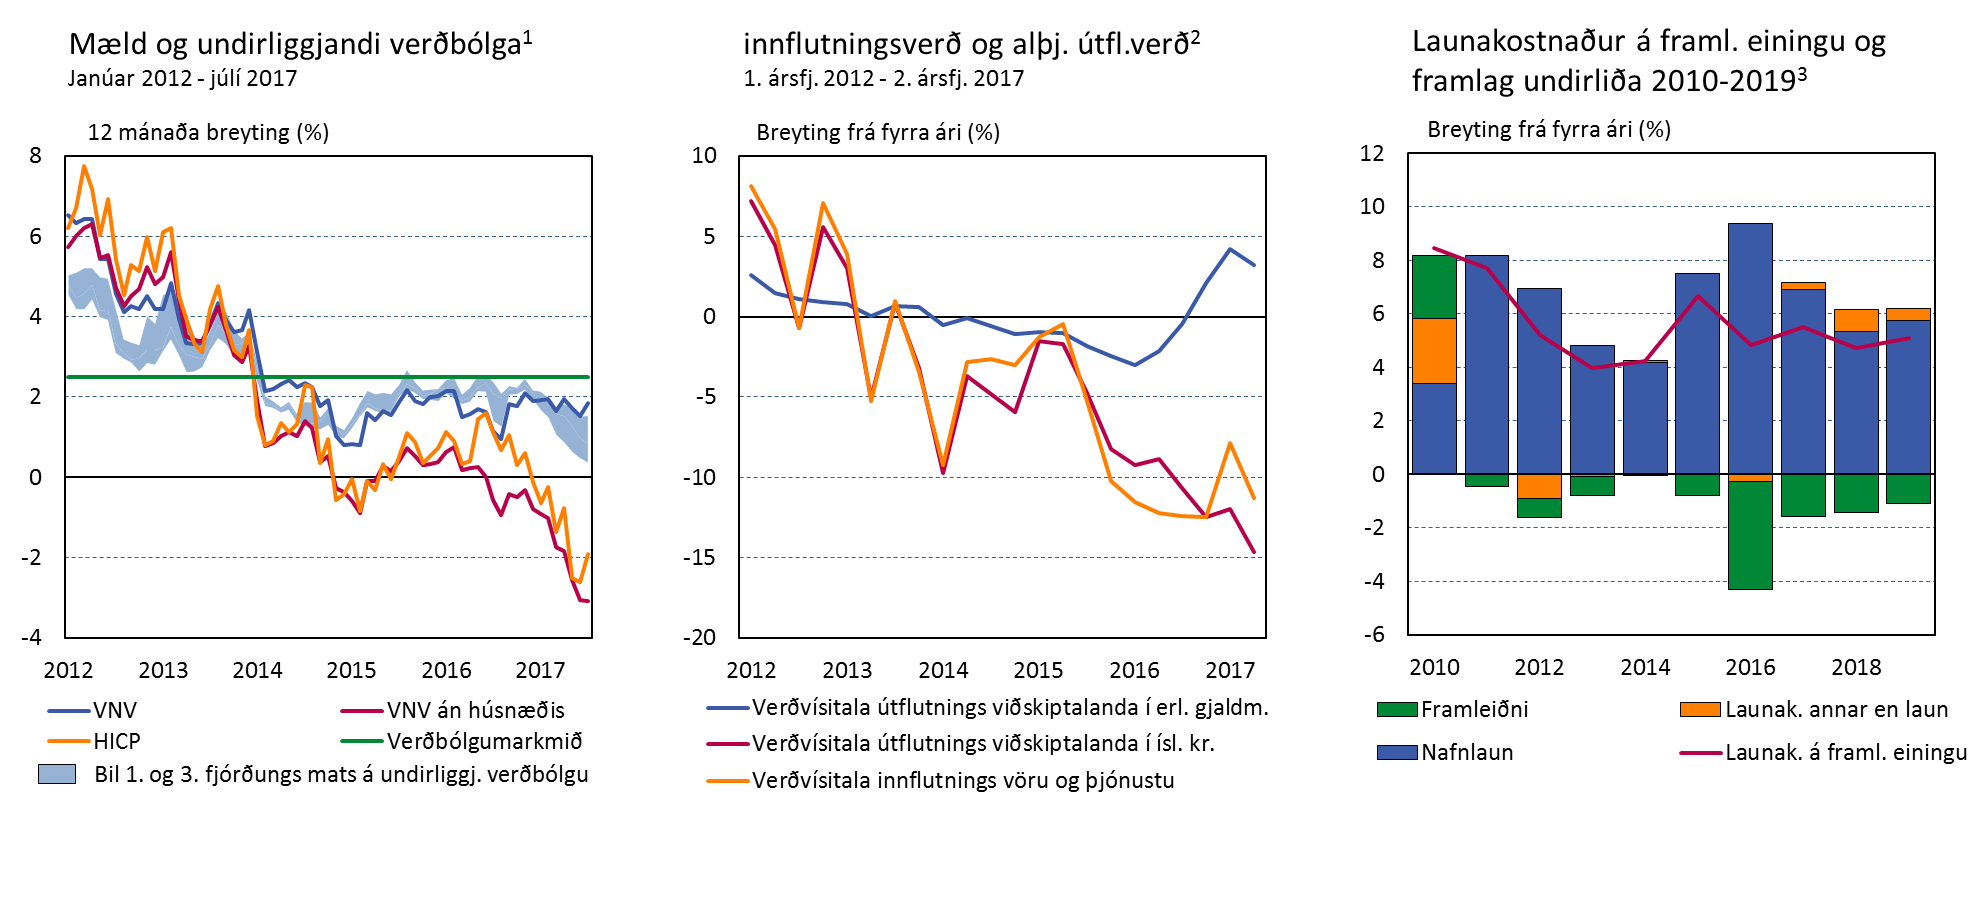 Mæld og undirliggjandi verðbólga¹
Janúar 2012 - júlí 2017
12 mánaða breyting (%)
8
6
4
2
0
-2
-4
2012 2013 2014 2015 2016 2017
VNV
VNV án húsnæðis
HICP
Verðbólgumarkmið
Bil 1. og 3. fjórðungs mats á undirliggj. verðbólgu
innflutningsverð og alþj. útfl.verð²
1. ársfj. 2012 - 2. ársfj. 2017
Breyting frá fyrra ári (%)
10
5
0
-5
-10
-15
-20
2012 2013 2014 2015 2016 2017
Verðvísitala útflutnings viðskiptalanda í erl. gjaldm.
Verðvísitala útflutnings viðskiptalanda í ísl. kr.
Verðvísitala innflutnings vöru og þjónustu
Launakostnaður á framl. einingu og
framlag undirliða 2010-2019³
Breyting frá fyrra ári (%)
12
10
8
6
4
2
0
-2
-4
-6
2010 2012 2014 2016 2018
Framleiðni
Launak. annar en laun
Nafnlaun
Launak. á framl. einingu